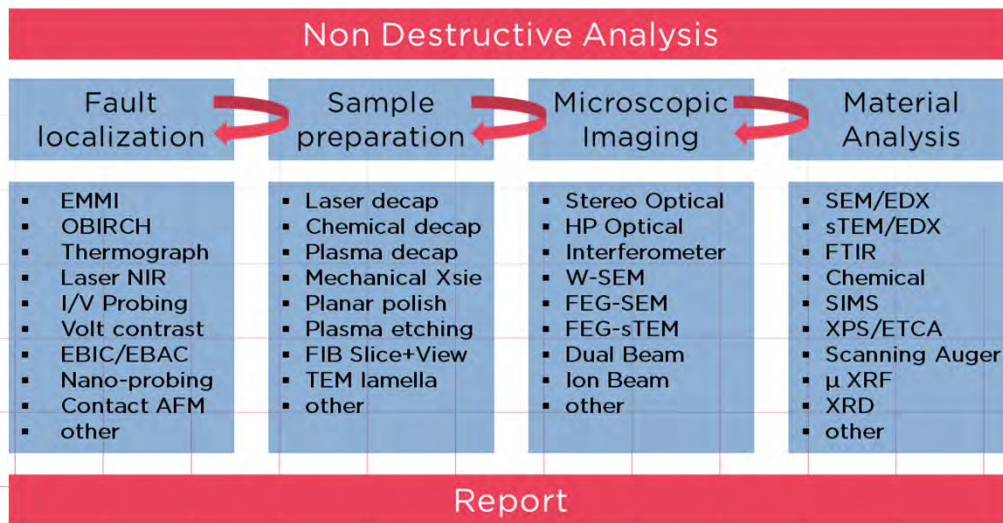 Non Destructive Analysis
Fault
localization
▪ EMMI
▪ OBIRCH
▪ Thermograph
▪ Laser NIR
▪ I/V Probing
▪ Volt contrast
▪ EBIC/EBAC
▪ Nano-probing
▪ Contact AFM
▪ other
Sample
preparation
▪ Laser decap
▪ Chemical decap
▪ Plasma decap
▪ Mechanical Xsie
▪ Planar polish
▪ Plasma etching
▪ FIB Slice+View
▪ TEM lamella
▪ other
Microscopic
Imaging
▪ Stereo Optical
▪ HP Optical
▪ Interferometer
▪ W-SEM
▪ FEG-SEM
▪ FEG-sTEM
▪ Dual Beam
▪ Ion Beam
▪ other
Material
Analysis
▪ SEM/EDX
▪ sTEM/EDX
▪ FTIR
▪ Chemical
▪ SIMS
▪ XPS/ETCA
▪ Scanning Auger
▪ µ XRF
▪ XRD
▪ other
Report